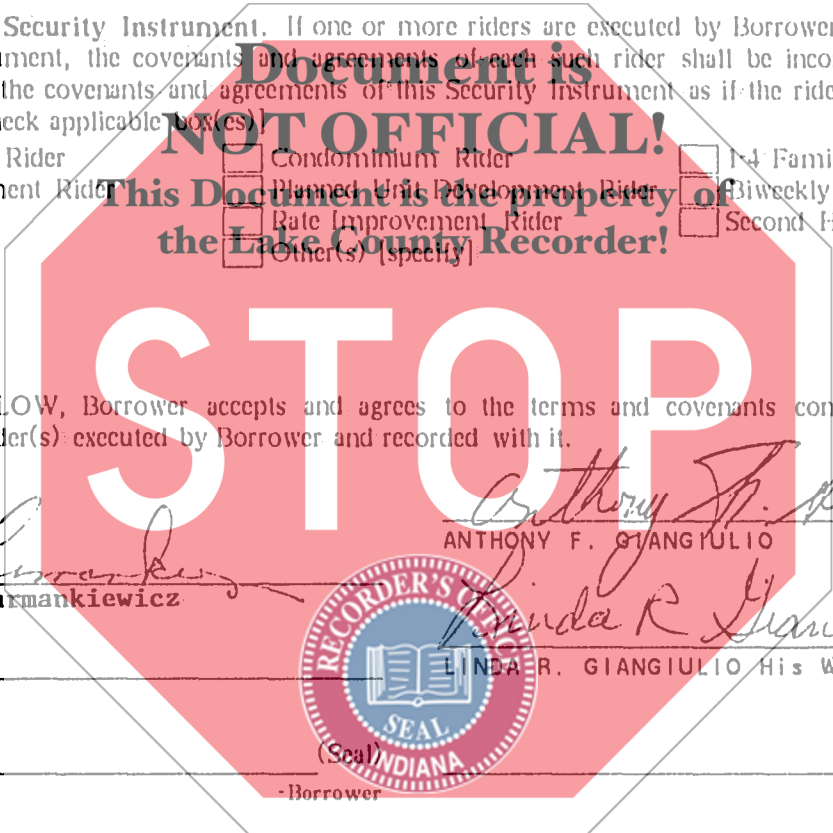 Security Instrument. If one or more riders are executed by Borrower
ument, the covenants and agreements of each such rider shall be inco
the covenants and agreements of this Security Instrument as if the ride
eck applicable box(es)]
Document is
NOT OFFICIAL!
This Document is the property of
the Lake County Recorder!
Rider Condominium Rider 1-4 Fami
ent Rider Planned Unit Development Rider Biweekly
Rate Improvement Rider Second H
Other(s) [specify]
STOP
LOW, Borrower accepts and agrees to the terms and covenants con
der(s) executed by Borrower and recorded with it.
Anthony
ANTHONY F. GIANGIULIO
rmankiewicz
Linda R Gian
LINDA R. GIANGIULIO His W
RECORDER'S OFFICE
SEAL
INDIANA
(Seal)
-Borrower